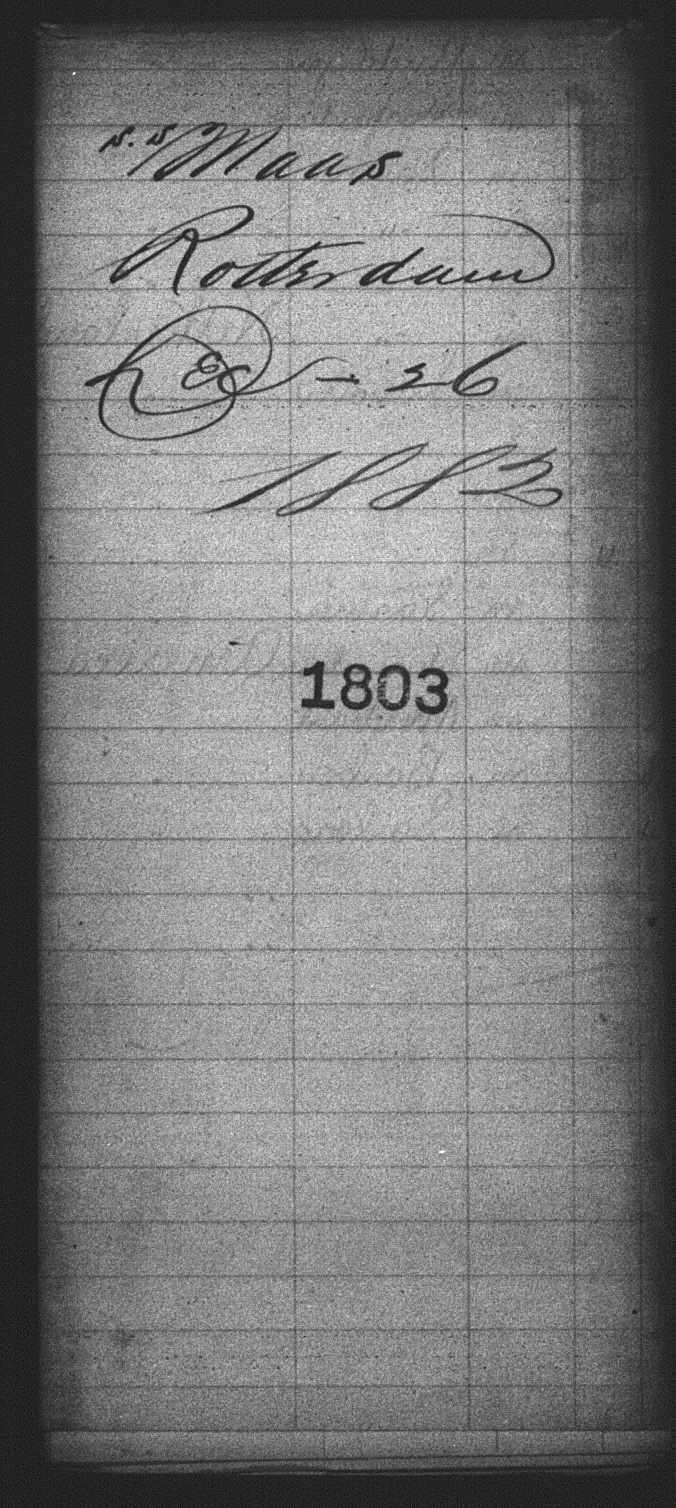 S.S. Maas
Rotterdam
Dec - 26
1882
1803